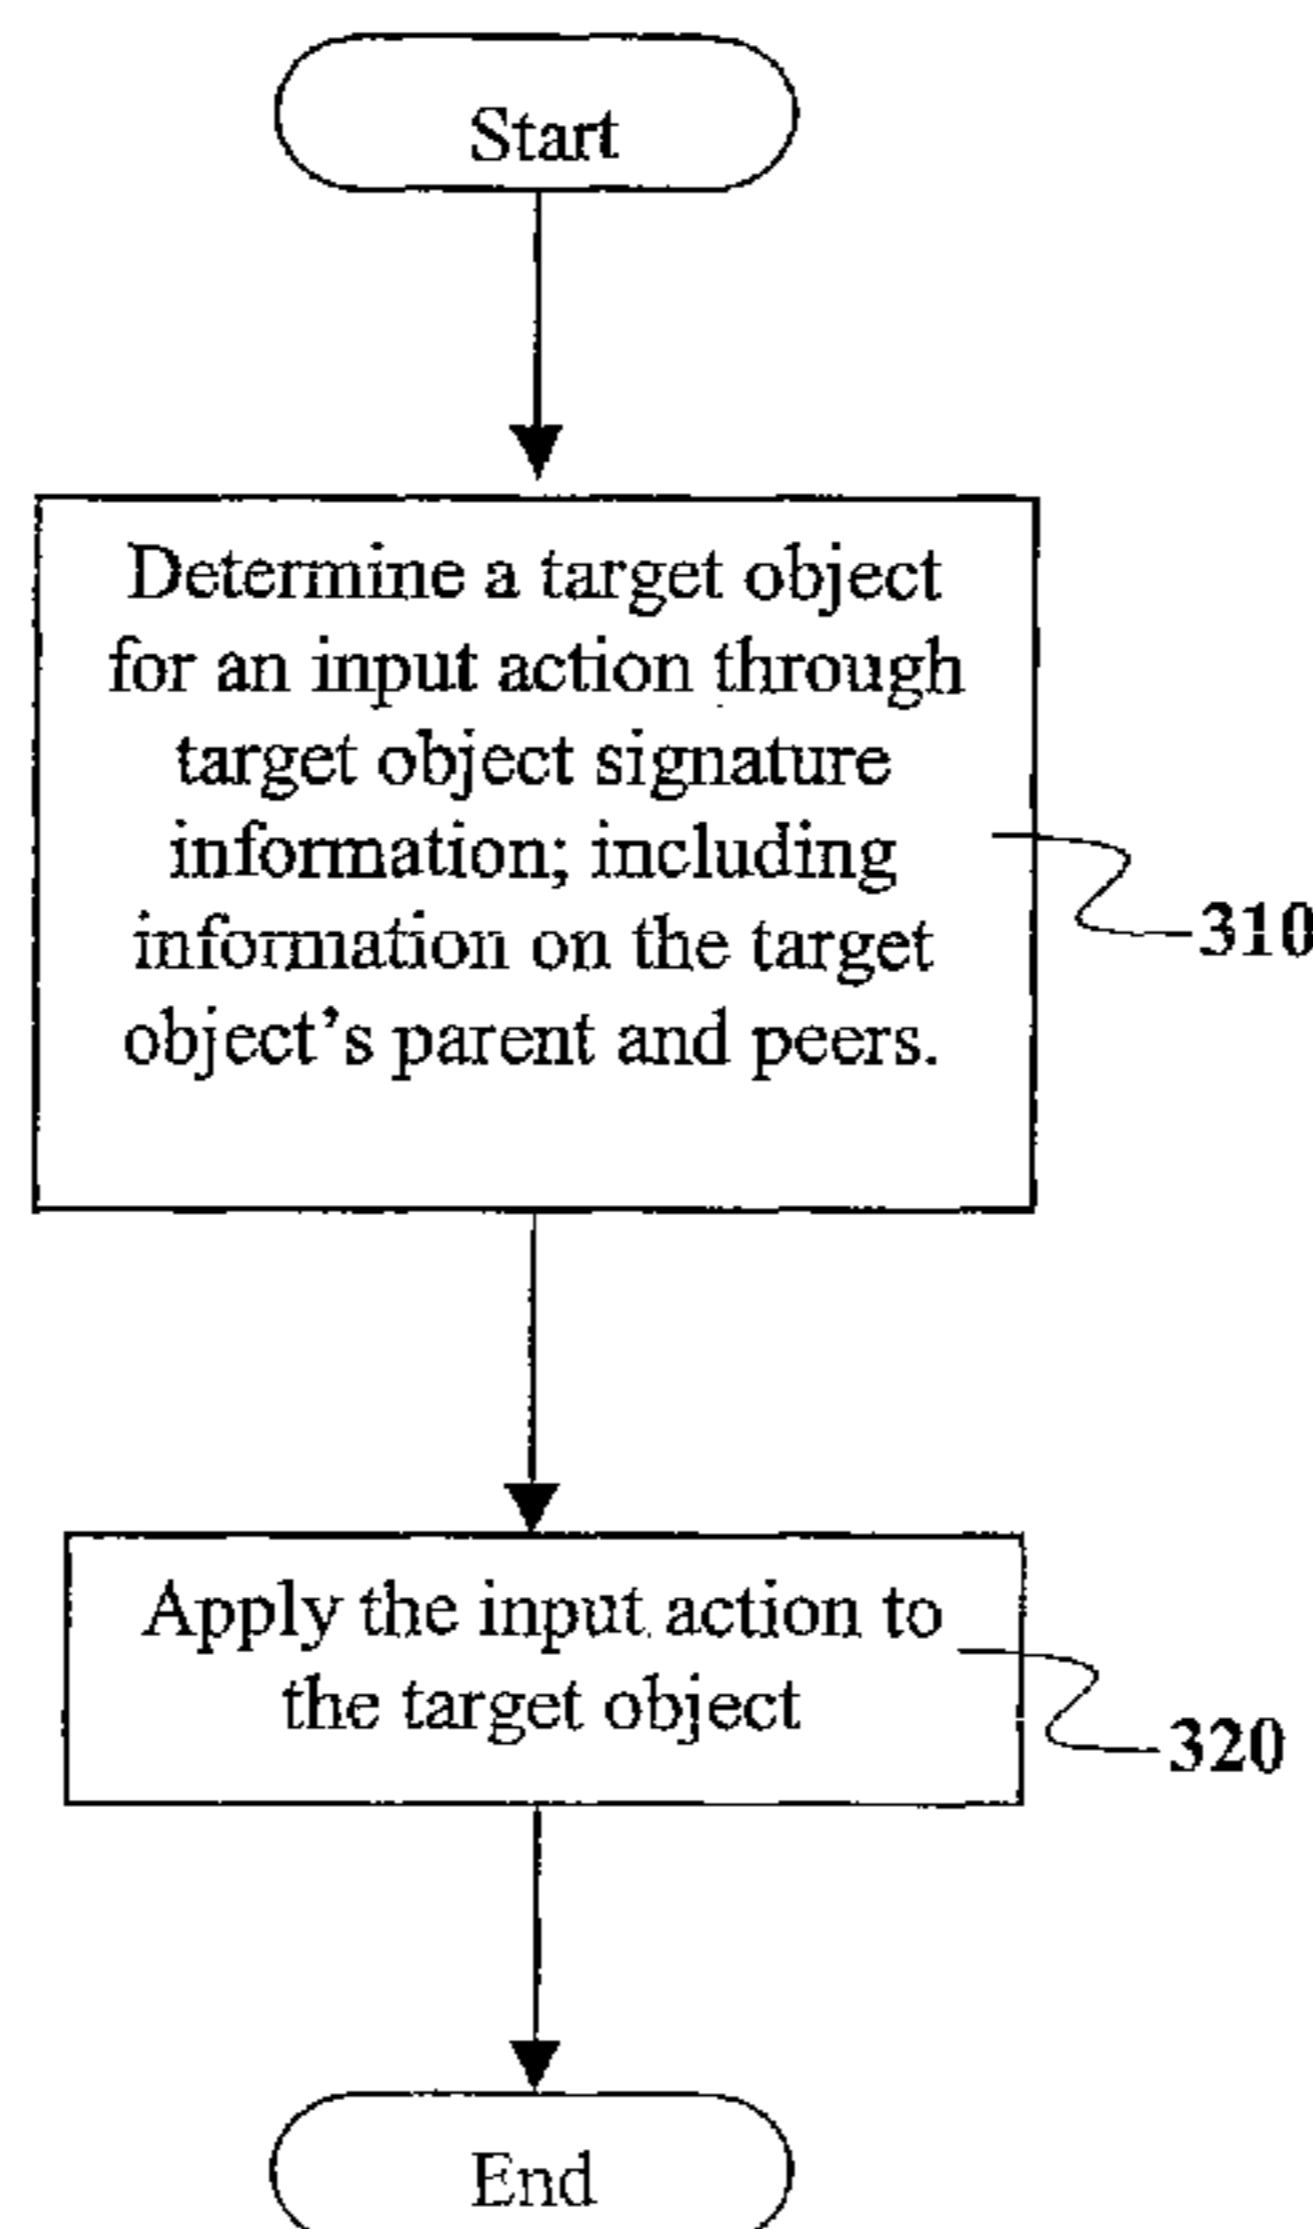 Start
Determine a target object
for an input action through
target object signature
information; including
information on the target
object's parent and peers.
310
Apply the input action to
the target object
320
End